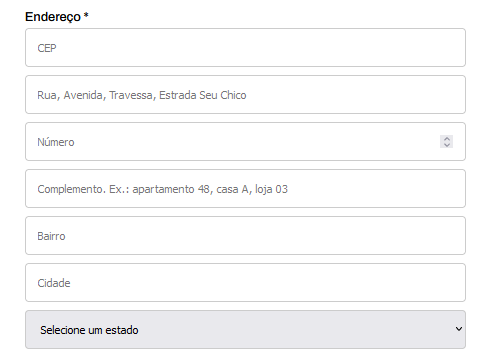 Endereço *
CEP
Rua, Avenida, Travessa, Estrada Seu Chico
Número
Complemento. Ex.: apartamento 48, casa A, loja 03
Bairro
Cidade
Selecione um estado